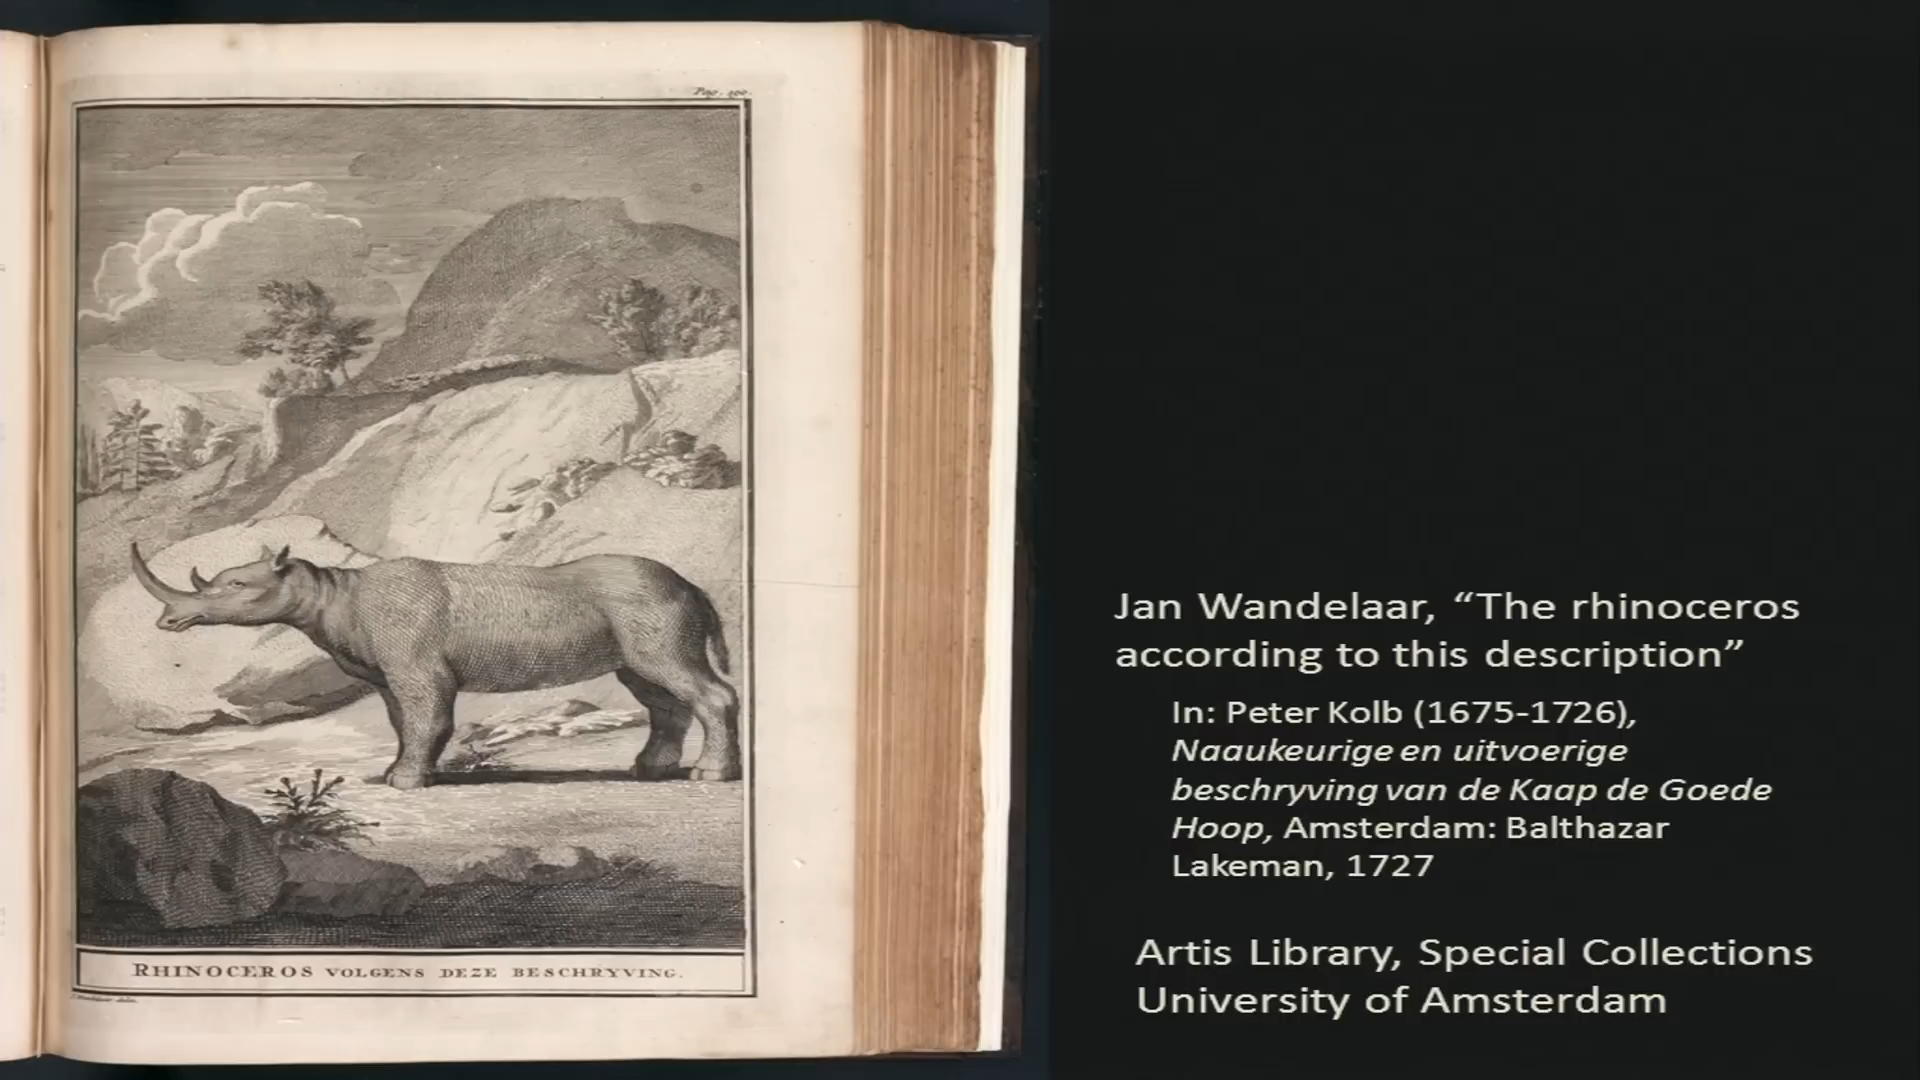 Pag.
RHINOCEROS VOLGENS DEZE BESCHRYVING.
Jan Wandelaar, “The rhinoceros
according to this description”
In: Peter Kolb (1675-1726),
Naaukeurige en uitvoerige
beschryving van de Kaap de Goede
Hoop, Amsterdam: Balthazar
Lakeman, 1727
Artis Library, Special Collections
University of Amsterdam